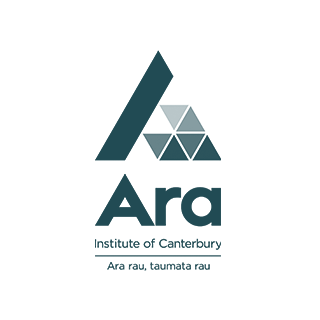 Ara
Institute of Canterbury
Ara rau, taumata rau